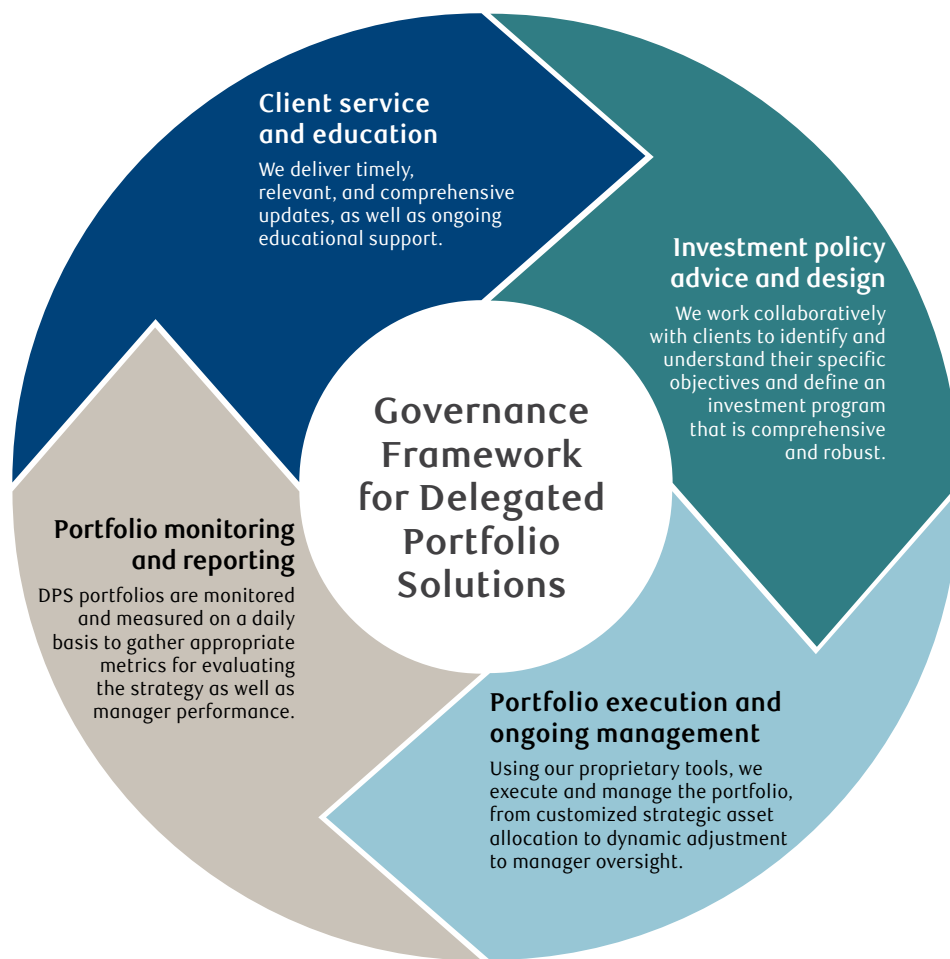 Client service
and education
We deliver timely,
relevant, and comprehensive
updates, as well as ongoing
educational support.
Investment policy
advice and design
We work collaboratively
with clients to identify and
understand their specific
objectives and define an
investment program
that is comprehensive
and robust.
Governance
Framework
for Delegated
Portfolio
Solutions
Portfolio monitoring
and reporting
DPS portfolios are monitored
and measured on a daily
basis to gather appropriate
metrics for evaluating
the strategy as well as
manager performance.
Portfolio execution and
ongoing management
Using our proprietary tools, we
execute and manage the portfolio,
from customized strategic asset
allocation to dynamic adjustment
to manager oversight.